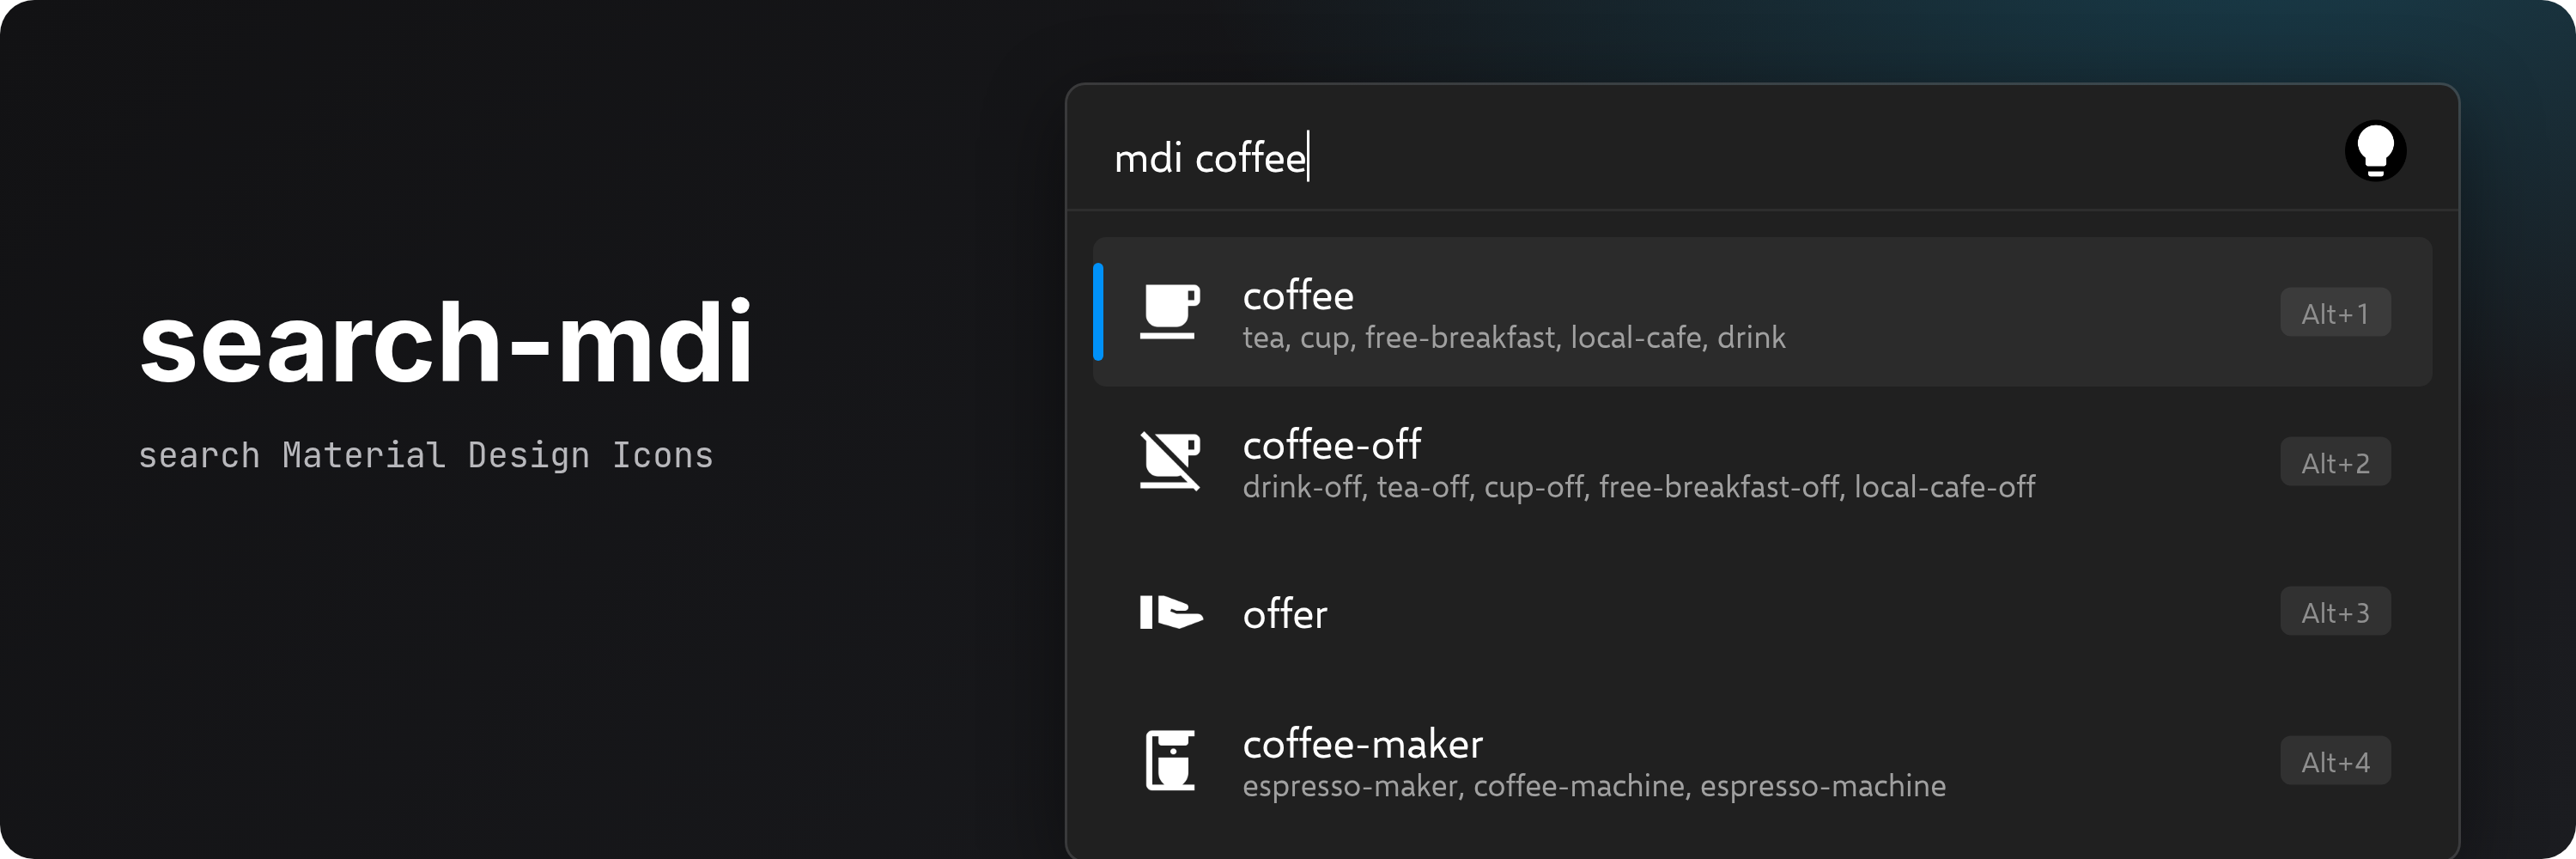 search-mdi
search Material Design Icons
mdi coffee
coffee
tea, cup, free-breakfast, local-cafe, drink
Alt+1
coffee-off
drink-off, tea-off, cup-off, free-breakfast-off, local-cafe-off
Alt+2
offer
Alt+3
coffee-maker
espresso-maker, coffee-machine, espresso-machine
Alt+4